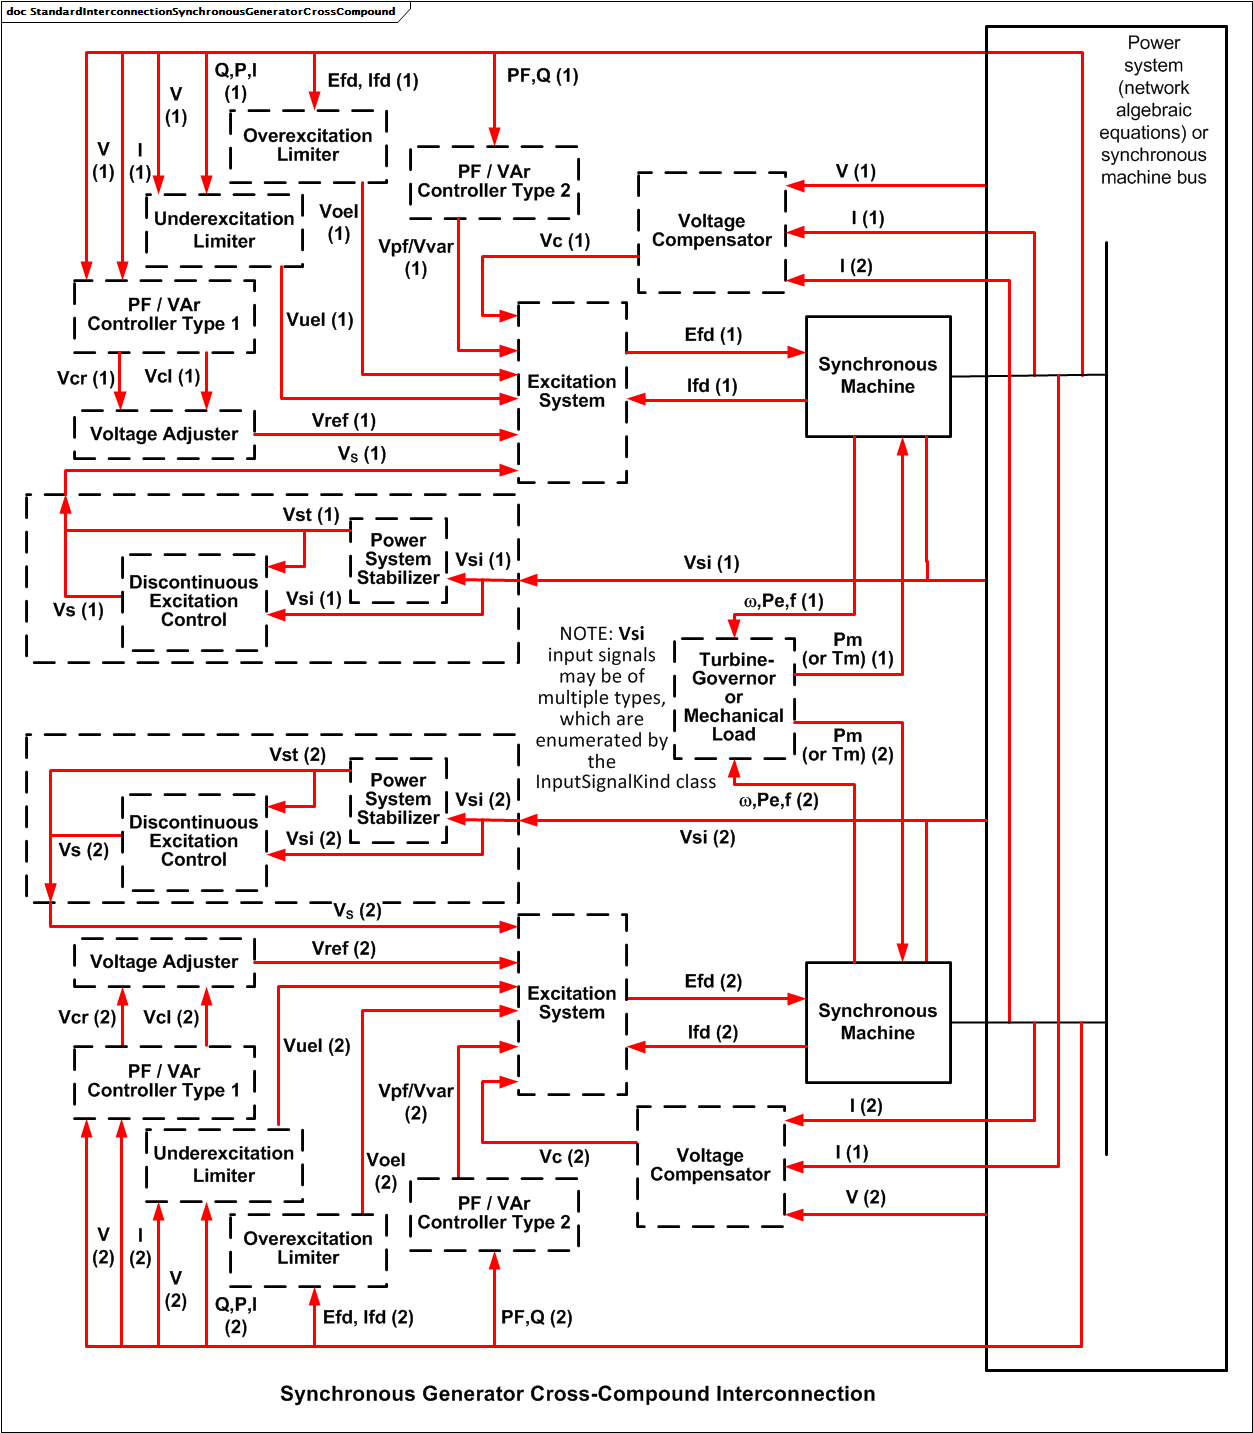 doc StandardInterconnectionSynchronousGeneratorCrossCompound
Power
system
(network
algebraic
equations) or
synchronous
machine bus
V
(1)
I
(1)
V
(1)
Q,P,I
(1)
Efd, Ifd (1)
PF,Q (1)
Overexcitation
Limiter
PF / VAr
Controller Type 2
Underexcitation
Limiter
Voel
(1)
Vpf/Vvar
(1)
Vc (1)
Voltage
Compensator
V (1)
I (1)
I (2)
PF / VAr
Controller Type 1
Vuel (1)
Vcr (1)
Vcl (1)
Voltage Adjuster
Vref (1)
Vs (1)
Excitation
System
Efd (1)
Ifd (1)
Synchronous
Machine
Vst (1)
Power
System
Stabilizer
Vsi (1)
Vsi (1)
Discontinuous
Excitation
Control
Vsi (1)
Vs (1)
ω,Pe,f (1)
NOTE: Vsi
input signals
may be of
multiple types,
which are
enumerated by
the
InputSignalKind class
Turbine-
Governor
or
Mechanical
Load
Pm
(or Tm) (1)
Pm
(or Tm) (2)
ω,Pe,f (2)
Vst (2)
Power
System
Stabilizer
Vsi (2)
Vsi (2)
Discontinuous
Excitation
Control
Vsi (2)
Vs (2)
Vs (2)
Voltage Adjuster
Vref (2)
Excitation
System
Efd (2)
Ifd (2)
Synchronous
Machine
Vcr (2)
Vcl (2)
Vuel (2)
PF / VAr
Controller Type 1
Vpf/Vvar
(2)
Underexcitation
Limiter
Voel
(2)
Vc (2)
Voltage
Compensator
I (2)
I (1)
V (2)
PF / VAr
Controller Type 2
Overexcitation
Limiter
V
(2)
I
(2)
V
(2)
Q,P,I
(2)
Efd, Ifd (2)
PF,Q (2)
Synchronous Generator Cross-Compound Interconnection